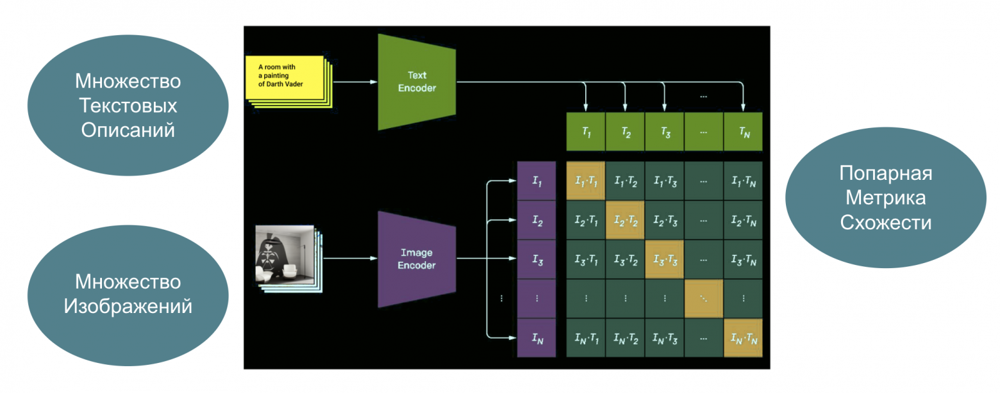 Множество
Текстовых
Описаний
A room with
a painting
of Darth Vader
Text
Encoder
...
T1 T2 T3 ... TN
Множество
Изображений
Image
Encoder
I1 I1·T1 I1·T2 I1·T3 ... I1·TN
I2 I2·T1 I2·T2 I2·T3 ... I2·TN
I3 I3·T1 I3·T2 I3·T3 ... I3·TN
⋮ ⋮ ⋮ ⋮ ⋮ ⋱ ⋮
IN IN·T1 IN·T2 IN·T3 ... IN·TN
Попарная
Метрика
Схожести